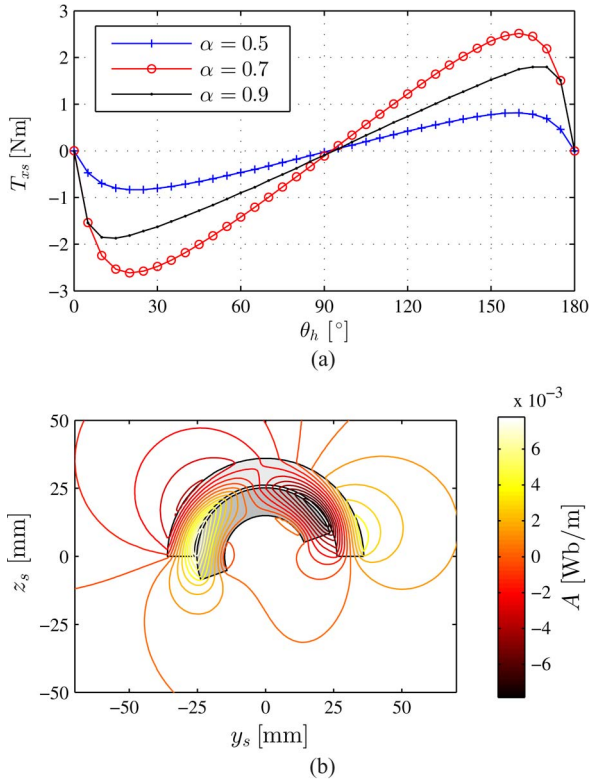 3
2
1
0
−1
−2
−3
T_xs [Nm]
α = 0.5
α = 0.7
α = 0.9
0 30 60 90 120 150 180
θ_h [°]
(a)
x 10⁻³
50
25
0
−25
−50
z_s [mm]
−50 −25 0 25 50
y_s [mm]
6
4
2
0
−2
−4
−6
A [Wb/m]
(b)